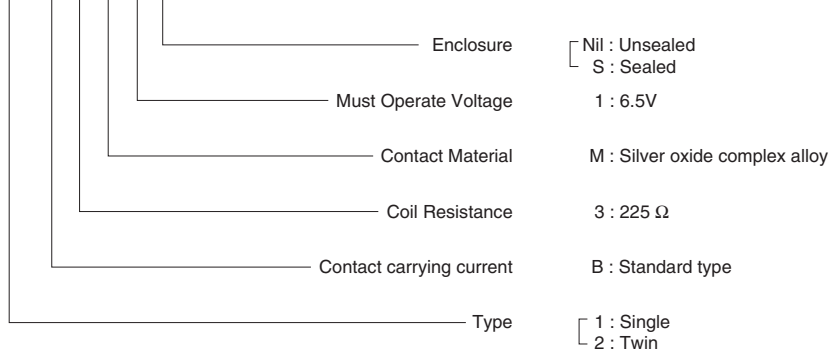 Enclosure Nil : Unsealed
S : Sealed
Must Operate Voltage 1 : 6.5V
Contact Material M : Silver oxide complex alloy
Coil Resistance 3 : 225 Ω
Contact carrying current B : Standard type
Type 1 : Single
2 : Twin